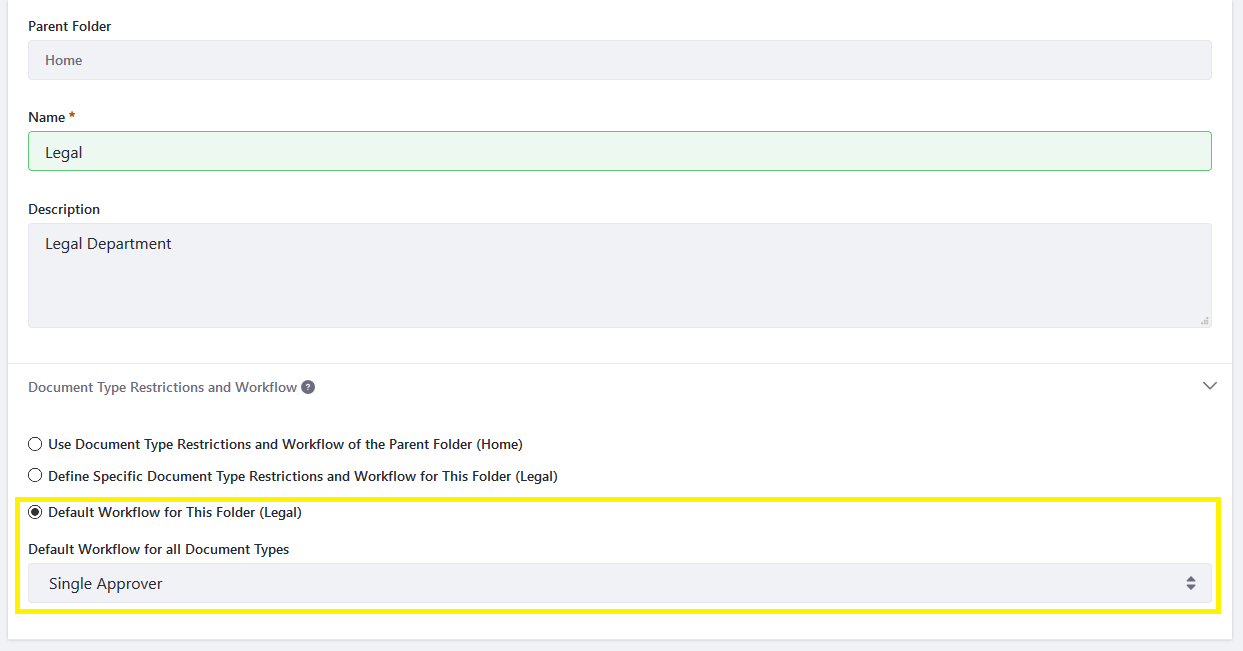 Parent Folder
Home
Name *
Legal
Description
Legal Department
Document Type Restrictions and Workflow ?
Use Document Type Restrictions and Workflow of the Parent Folder (Home)
Define Specific Document Type Restrictions and Workflow for This Folder (Legal)
Default Workflow for This Folder (Legal)
Default Workflow for all Document Types
Single Approver